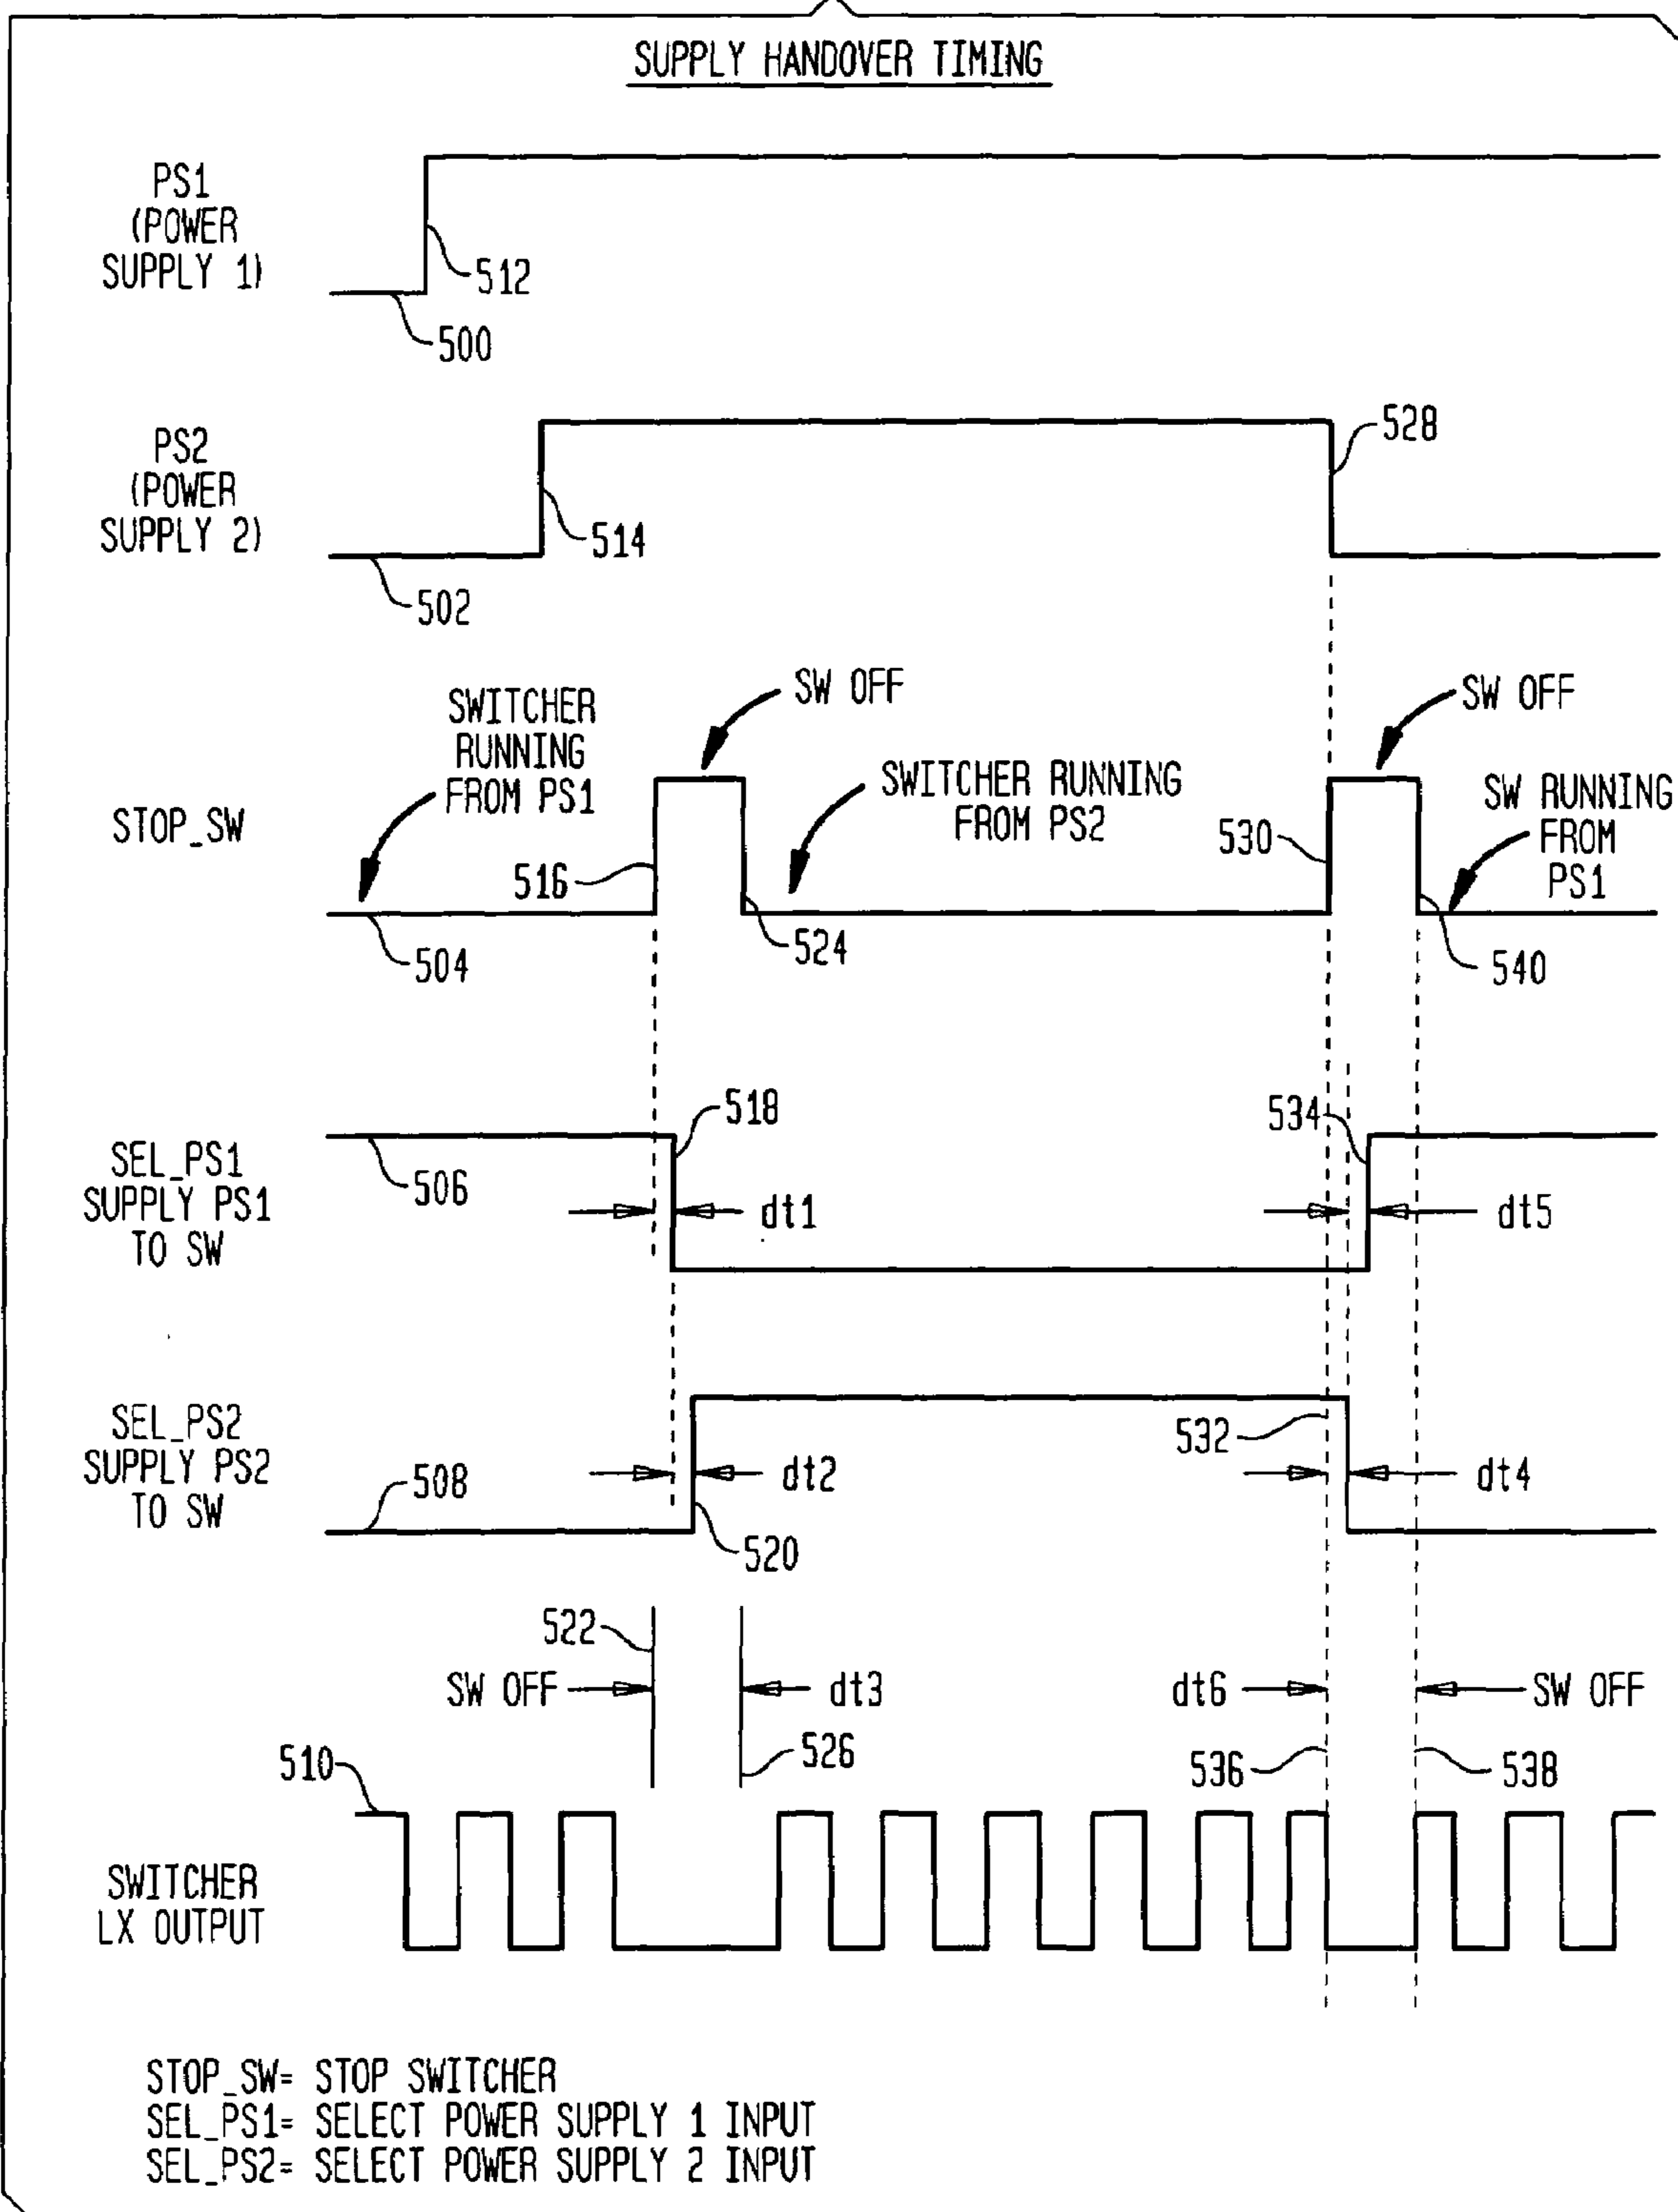 SUPPLY HANDOVER TIMING
PS1
(POWER
SUPPLY 1)
512
500
PS2
(POWER
SUPPLY 2)
528
514
502
SWITCHER
RUNNING
FROM PS1
SW OFF
SWITCHER RUNNING
FROM PS2
SW OFF
SW RUNNING
FROM
PS1
STOP_SW
516
530
504
524
540
518
534
SEL_PS1
SUPPLY PS1
TO SW
506
dt1
dt5
SEL_PS2
SUPPLY PS2
TO SW
508
532
dt2
dt4
520
522
SW OFF
dt3
dt6
SW OFF
526
536
538
510
SWITCHER
LX OUTPUT
STOP_SW= STOP SWITCHER
SEL_PS1= SELECT POWER SUPPLY 1 INPUT
SEL_PS2= SELECT POWER SUPPLY 2 INPUT